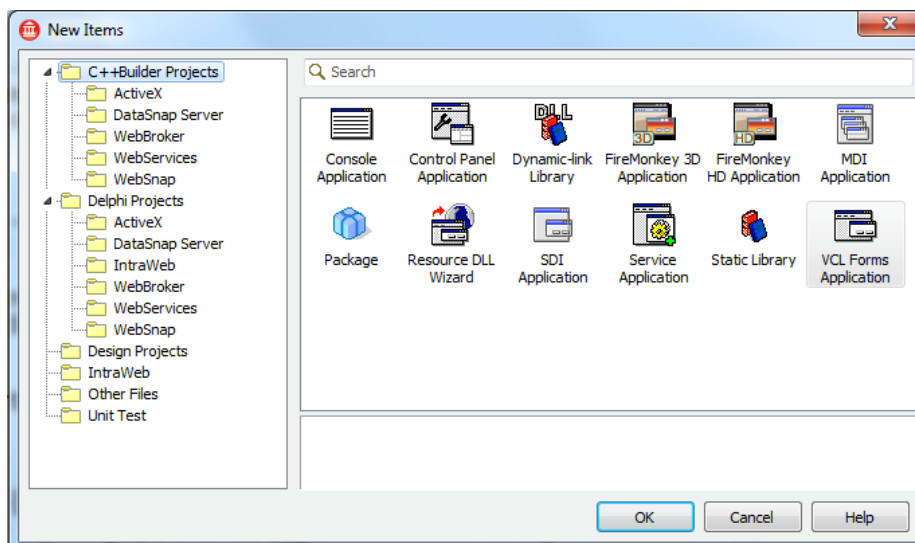 New Items
C++Builder Projects
ActiveX
DataSnap Server
WebBroker
WebServices
WebSnap
Delphi Projects
ActiveX
DataSnap Server
IntraWeb
WebBroker
WebServices
WebSnap
Design Projects
IntraWeb
Other Files
Unit Test
Search
Console
Application
Control Panel
Application
DLL
Dynamic-link
Library
3D
FireMonkey 3D
Application
HD
FireMonkey
HD Application
MDI
Application
Package
Resource DLL
Wizard
SDI
Application
Service
Application
Static Library
VCL Forms
Application
OK
Cancel
Help